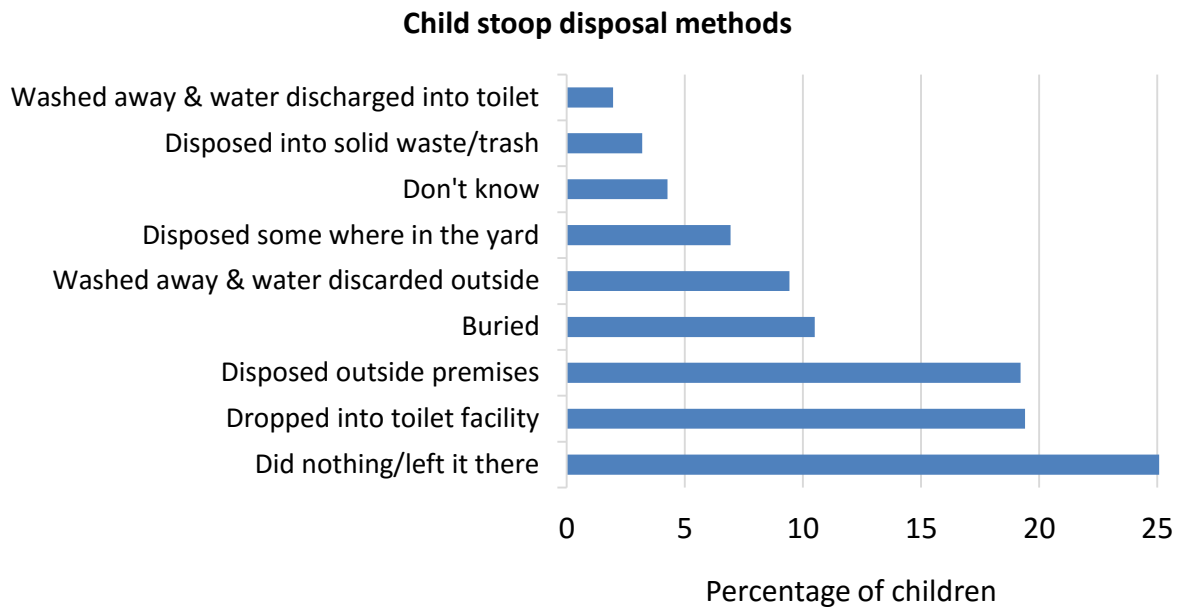 Child stoop disposal methods
Washed away & water discharged into toilet
Disposed into solid waste/trash
Don't know
Disposed some where in the yard
Washed away & water discarded outside
Buried
Disposed outside premises
Dropped into toilet facility
Did nothing/left it there
0 5 10 15 20 25
Percentage of children